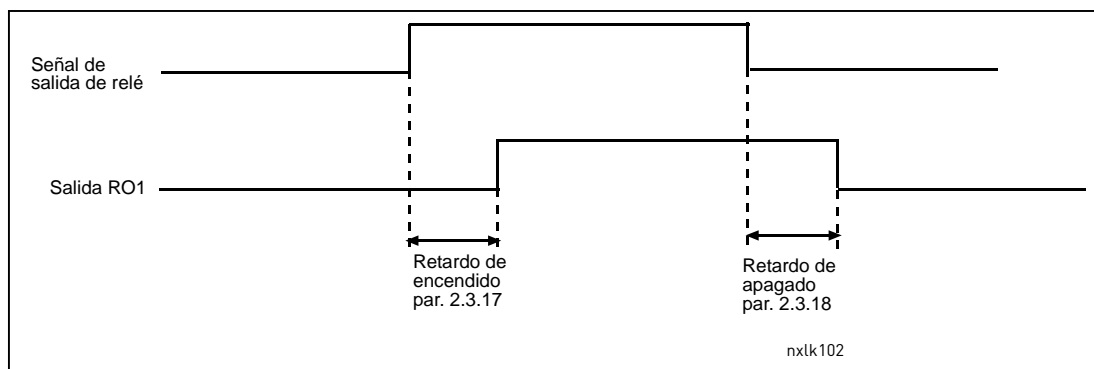 Señal de
salida de relé
Salida RO1
Retardo de
encendido
par. 2.3.17
Retardo de
apagado
par. 2.3.18
nxlk102